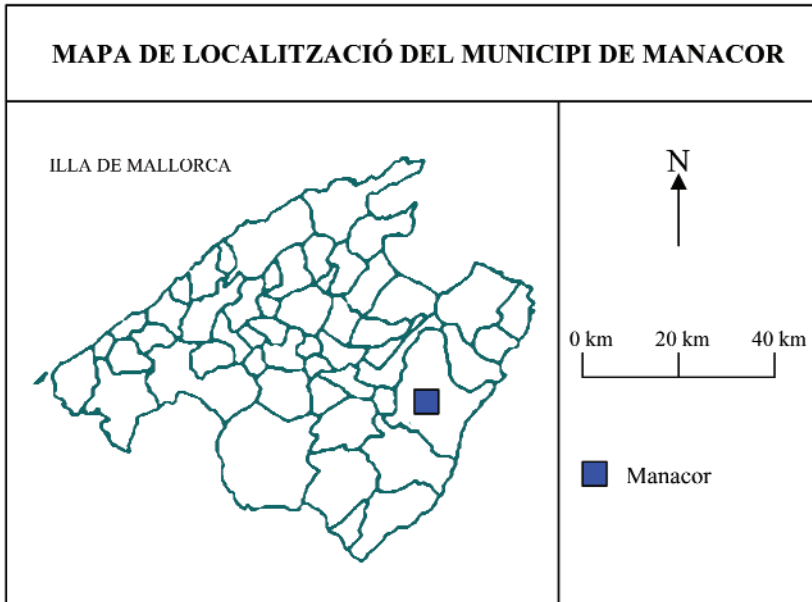 MAPA DE LOCALITZACIÓ DEL MUNICIPI DE MANACOR
ILLA DE MALLORCA
N
0 km 20 km 40 km
Manacor